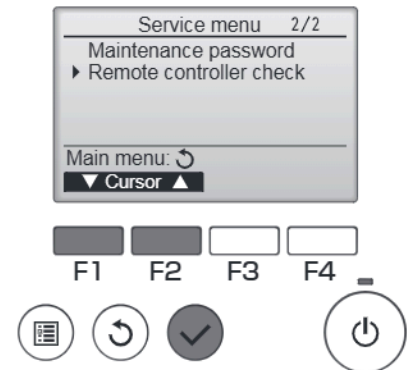 Service menu 2/2
Maintenance password
Remote controller check
Main menu:
▼ Cursor ▲
F1 F2 F3 F4